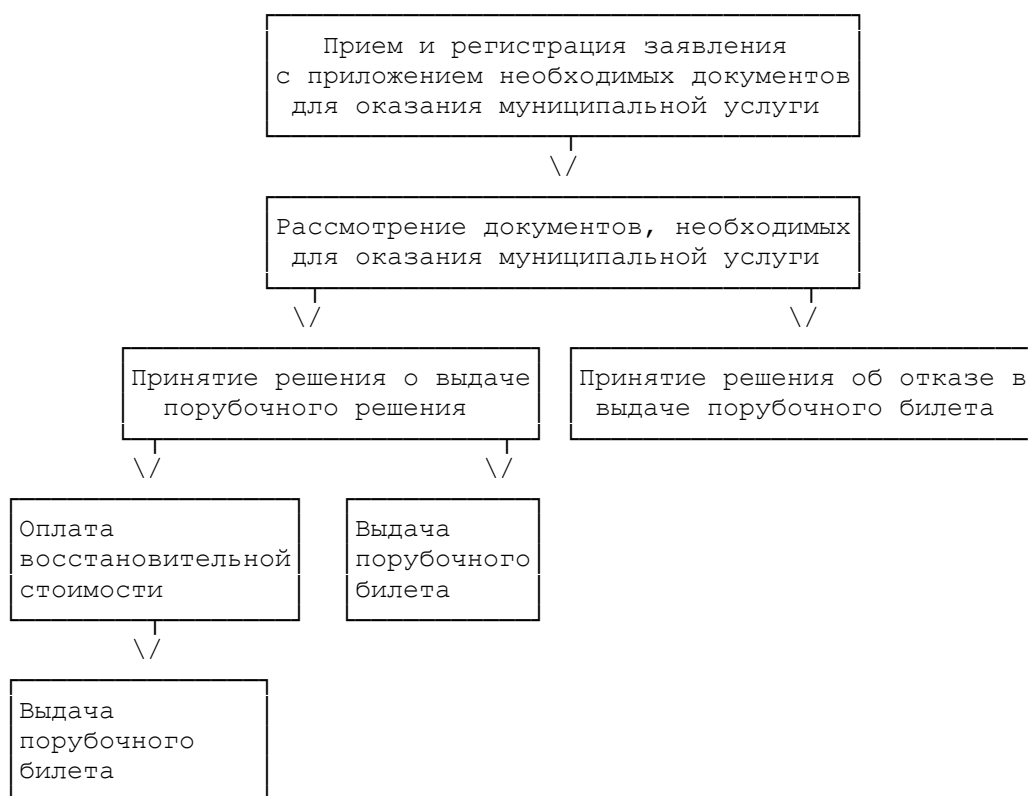 Прием и регистрация заявления
с приложением необходимых документов
для оказания муниципальной услуги
Рассмотрение документов, необходимых
для оказания муниципальной услуги
Принятие решения о выдаче
порубочного решения
Принятие решения об отказе в
выдаче порубочного билета
Оплата
восстановительной
стоимости
Выдача
порубочного
билета
Выдача
порубочного
билета